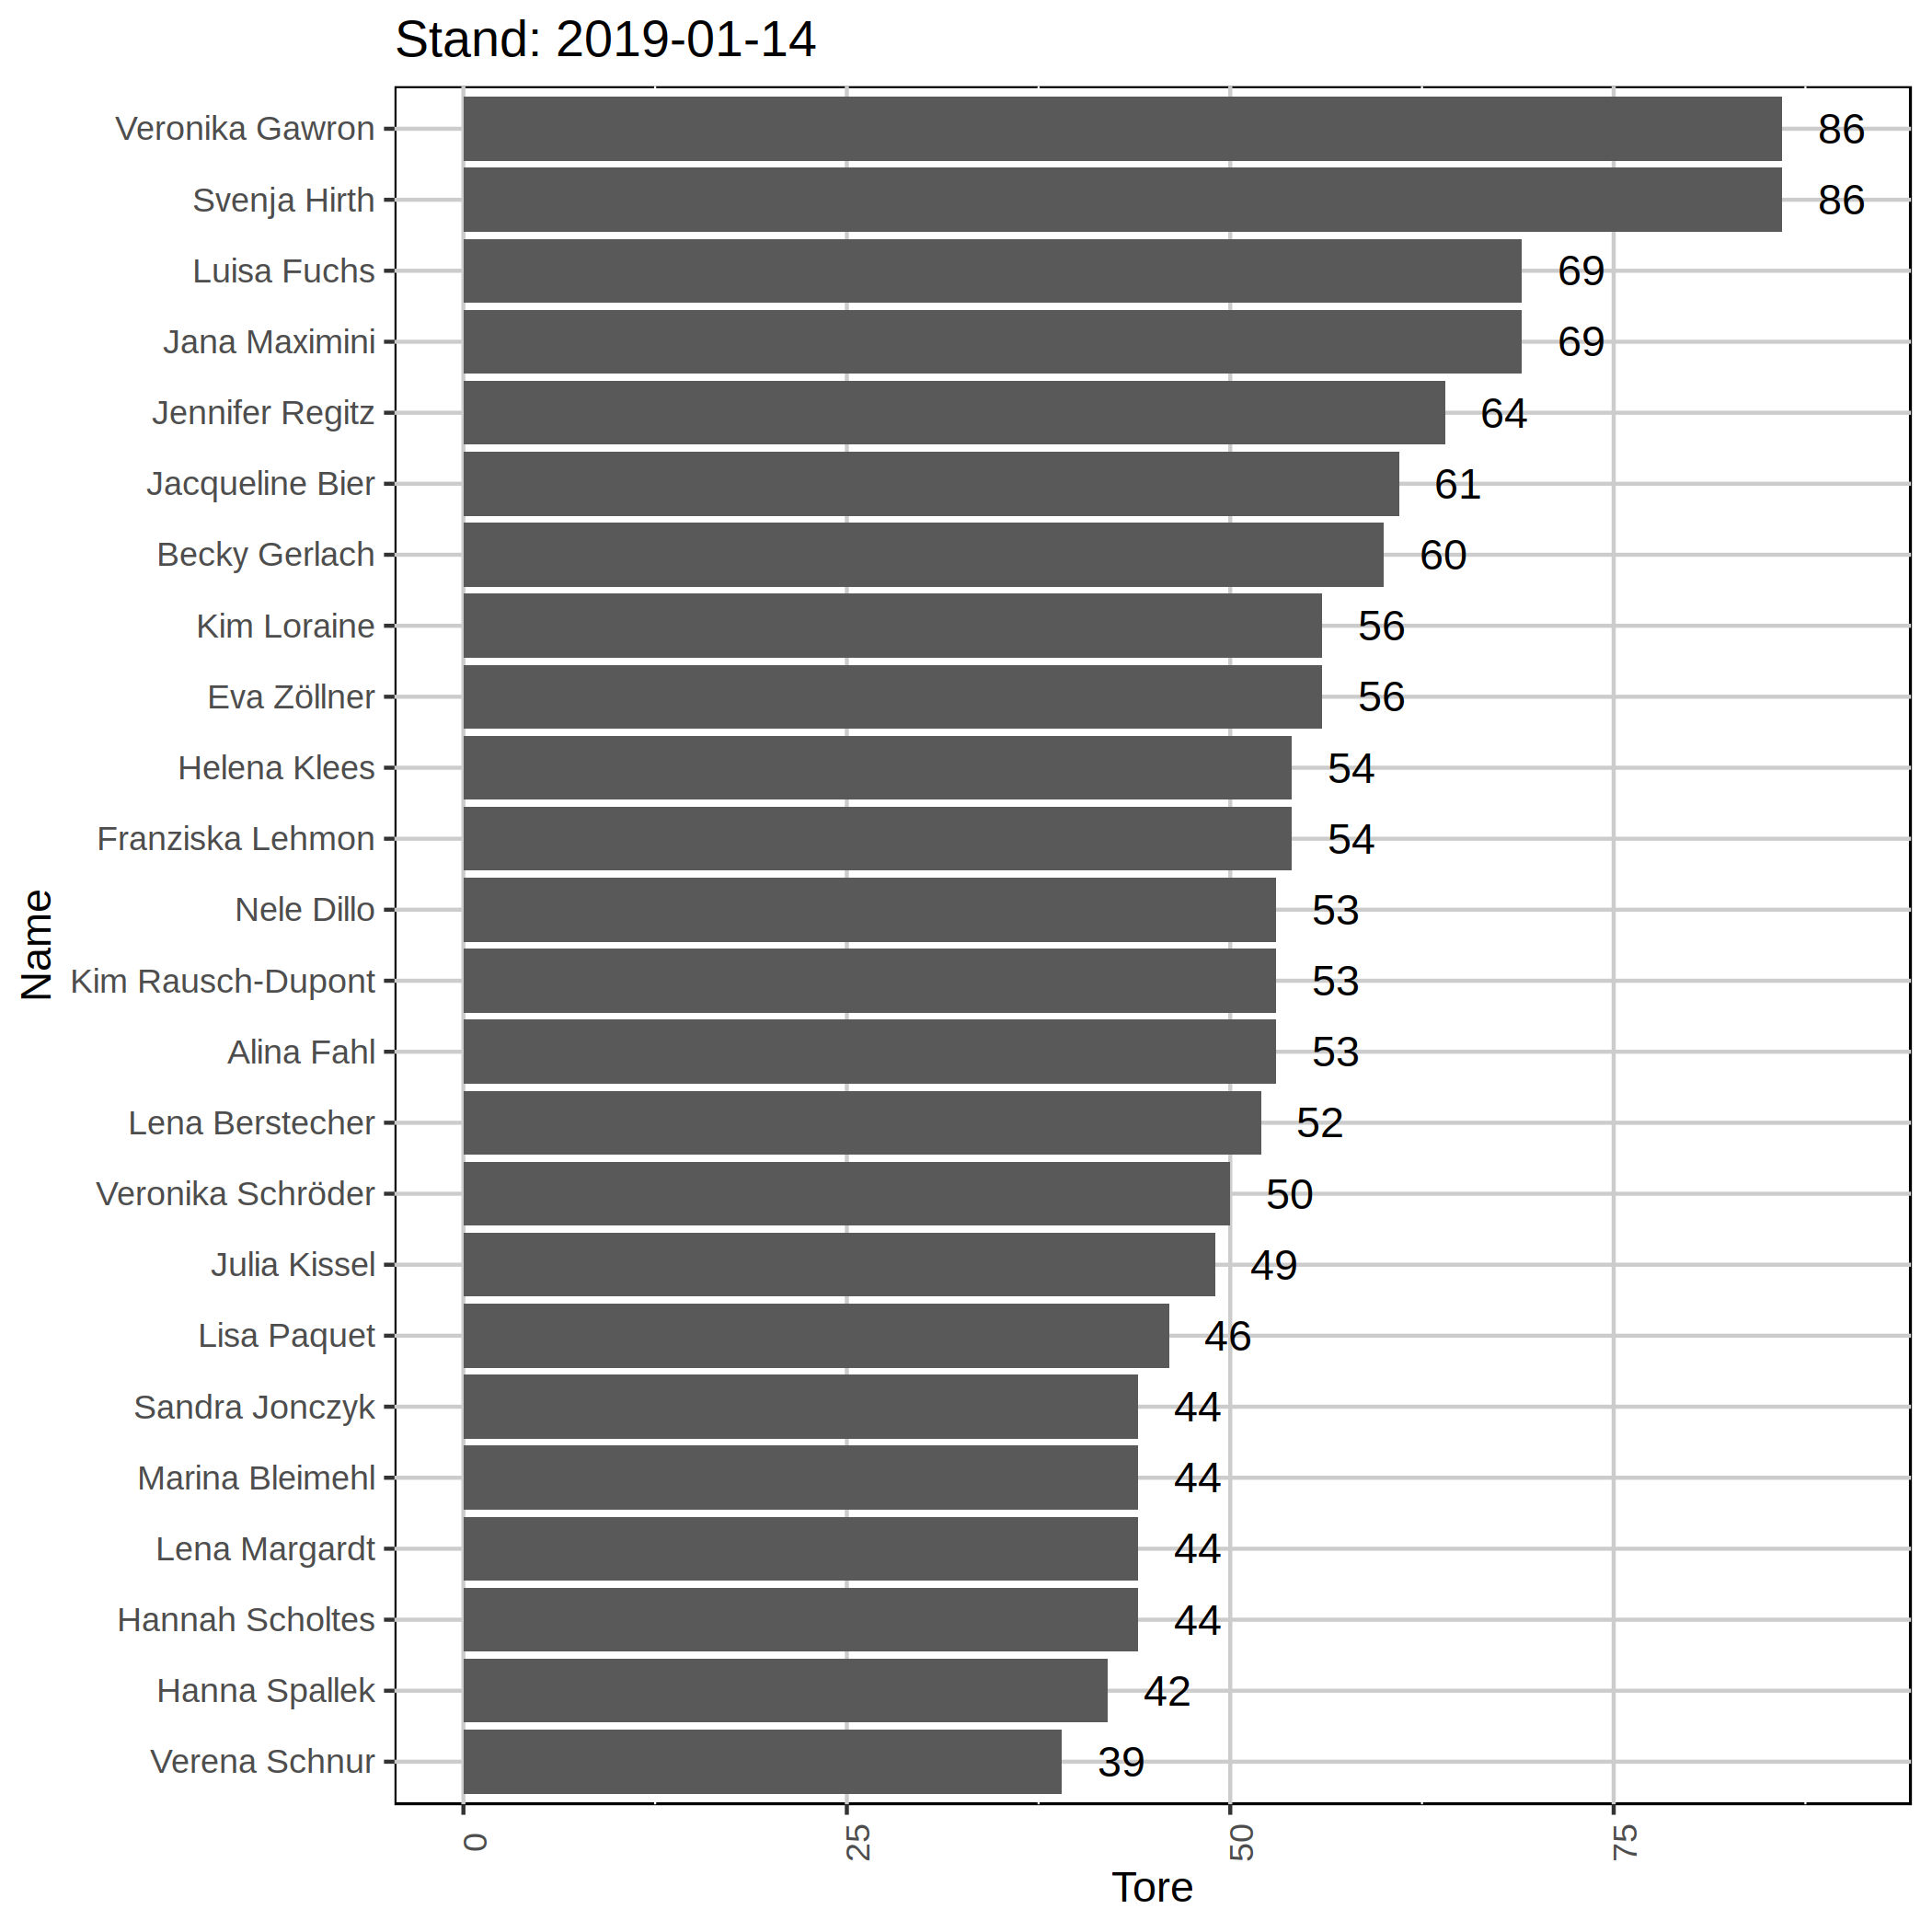 Stand: 2019-01-14
Veronika Gawron 86
Svenja Hirth 86
Luisa Fuchs 69
Jana Maximini 69
Jennifer Regitz 64
Jacqueline Bier 61
Becky Gerlach 60
Kim Loraine 56
Eva Zöllner 56
Helena Klees 54
Franziska Lehmon 54
Nele Dillo 53
Kim Rausch-Dupont 53
Alina Fahl 53
Lena Berstecher 52
Veronika Schröder 50
Julia Kissel 49
Lisa Paquet 46
Sandra Jonczyk 44
Marina Bleimehl 44
Lena Margardt 44
Hannah Scholtes 44
Hanna Spallek 42
Verena Schnur 39
Name
0 25 50 75
Tore